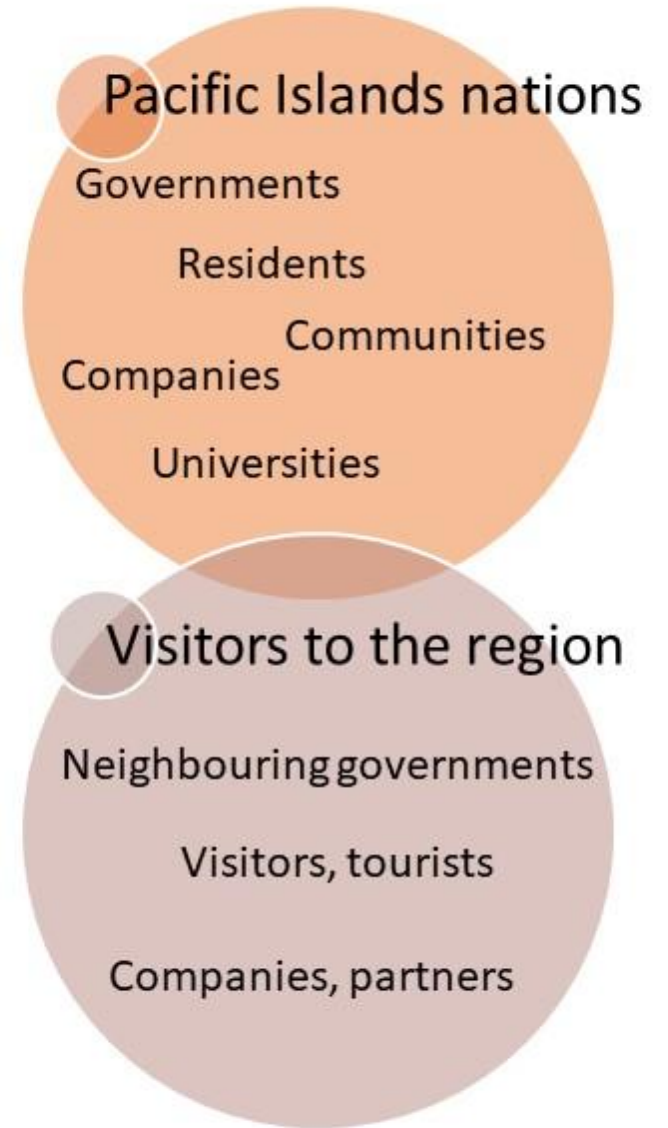 Pacific Islands nations
Governments
Residents
Communities
Companies
Universities
Visitors to the region
Neighbouring governments
Visitors, tourists
Companies, partners